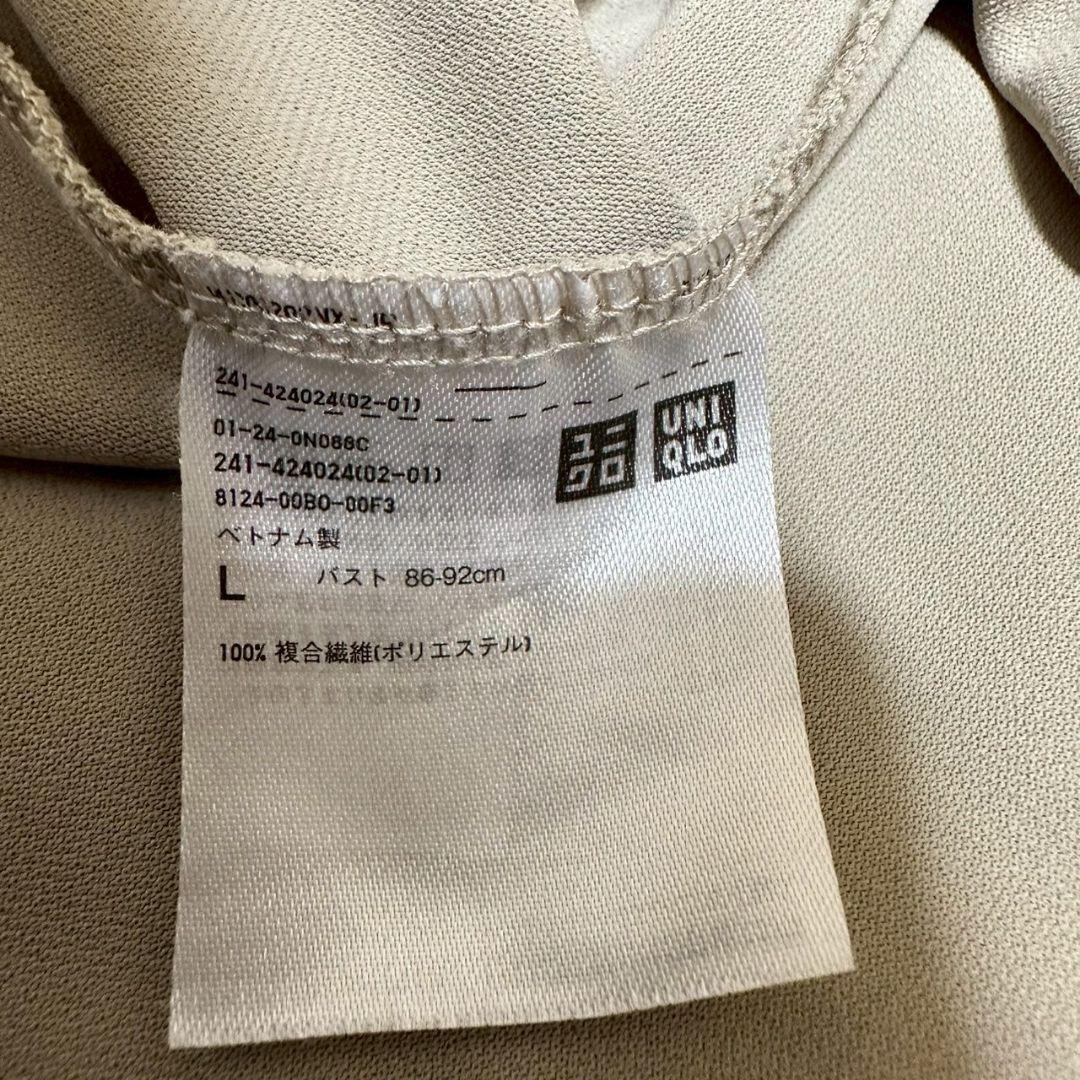 241-424024(02-01)
01-24-0N088C
241-424024(02-01)
8124-00B0-00F3
ベトナム製
L バスト 86-92cm
100% 複合繊維(ポリエステル)
ユニ
クロ
UNI
QLO